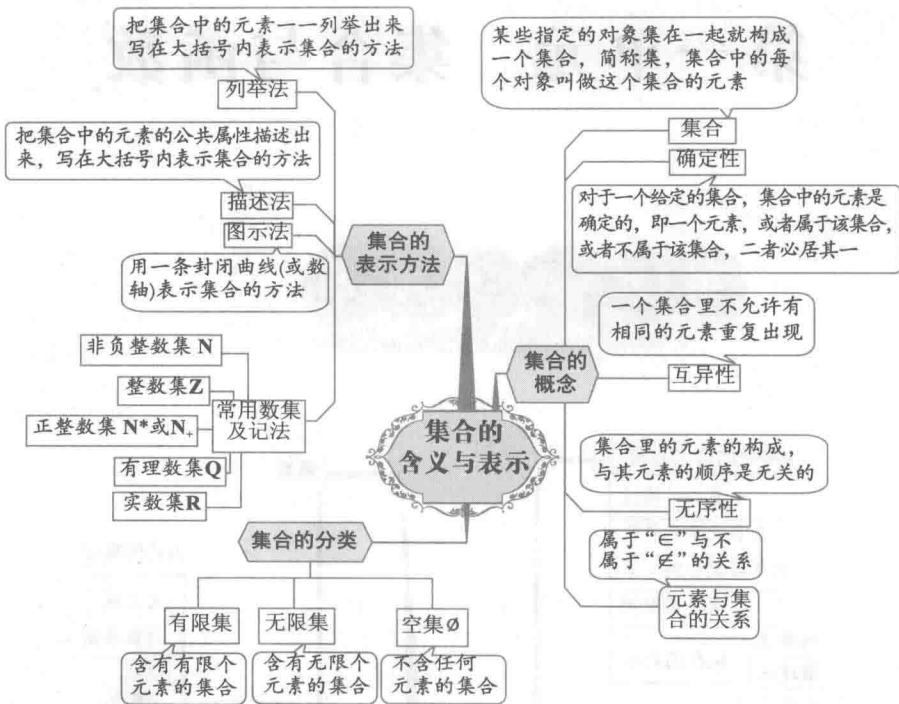 把集合中的元素一一列举出来
写在大括号内表示集合的方法
列举法
把集合中的元素的公共属性描述出
来，写在大括号内表示集合的方法
描述法
图示法
用一条封闭曲线(或数
轴)表示集合的方法
集合的
表示方法
非负整数集 N
整数集Z
正整数集 N*或N₊
有理数集Q
实数集R
常用数集
及记法
某些指定的对象集在一起就构成
一个集合，简称集，集合中的每
个对象叫做这个集合的元素
集合
确定性
对于一个给定的集合，集合中的元素是
确定的，即一个元素，或者属于该集合，
或者不属于该集合，二者必居其一
一个集合里不允许有
相同的元素重复出现
互异性
集合的
概念
集合里的元素的构成，
与其元素的顺序是无关的
无序性
属于“∈”与不
属于“∉”的关系
元素与集
合的关系
集合的
含义与表示
集合的分类
有限集
无限集
空集∅
含有有限个
元素的集合
含有无限个
元素的集合
不含任何
元素的集合